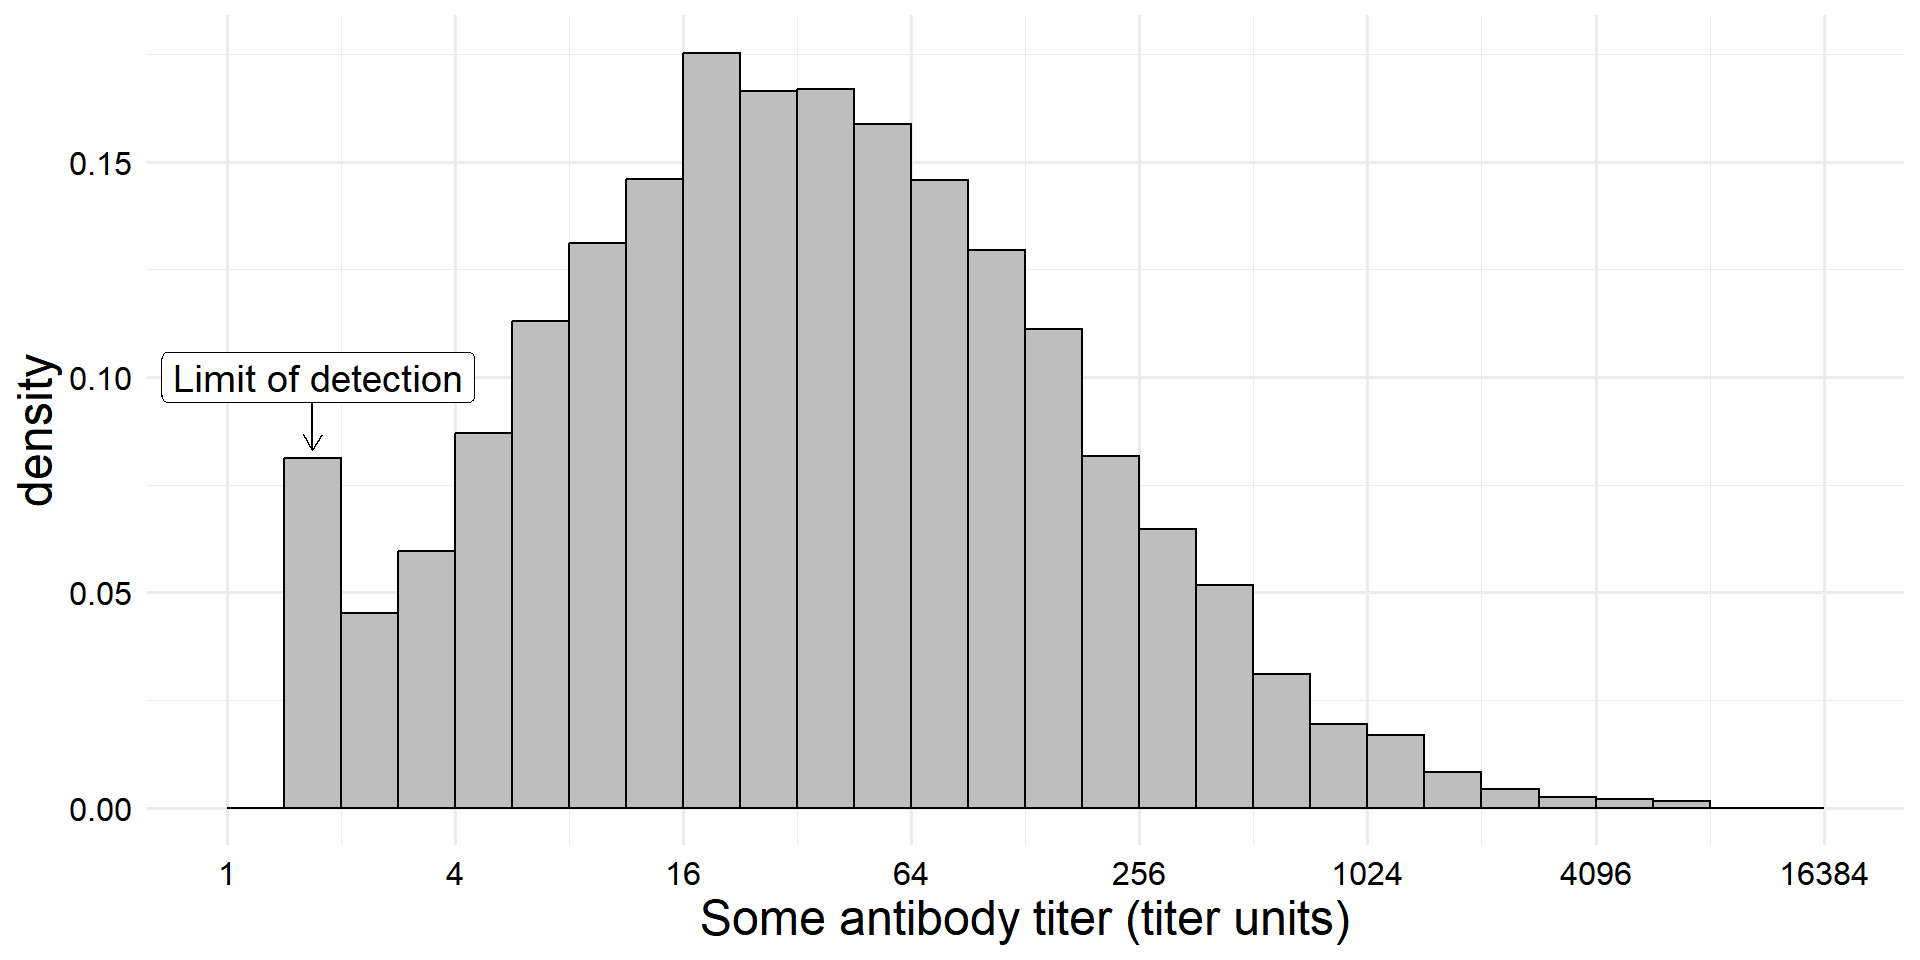 density
0.15
0.10
0.05
0.00
Limit of detection
1 4 16 64 256 1024 4096 16384
Some antibody titer (titer units)